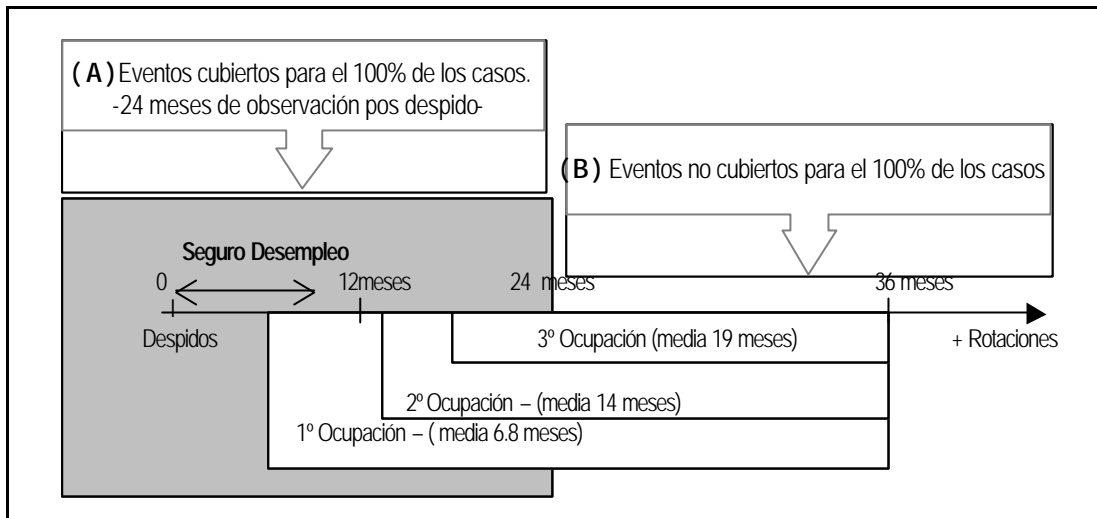 (A) Eventos cubiertos para el 100% de los casos.
-24 meses de observación pos despido-
(B) Eventos no cubiertos para el 100% de los casos
Seguro Desempleo
0
12meses
24 meses
36 meses
Despidos
+ Rotaciones
3º Ocupación (media 19 meses)
2º Ocupación – (media 14 meses)
1º Ocupación – ( media 6.8 meses)